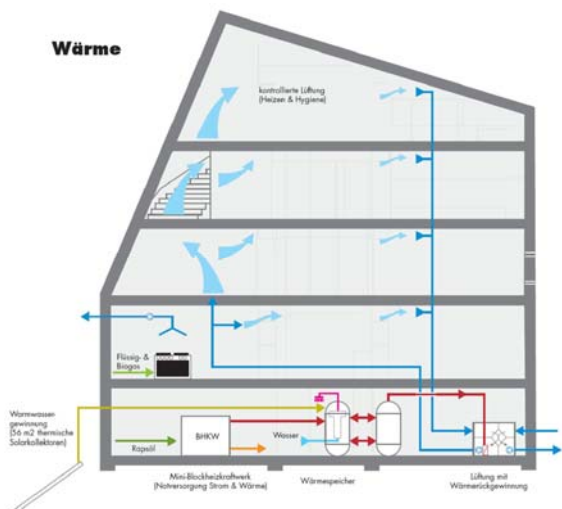 Wärme
kontrollierte Lüftung
(Heizen & Hygiene)
Flüssig- &
Biogas
Warmwasser-
gewinnung
(56 m2 thermische
Solarkollektoren)
Rapsöl
BHKW
Wasser
Mini-Blockheizkraftwerk
(Notversorgung Strom & Wärme)
Wärmespeicher
Lüftung mit
Wärmerückgewinnung